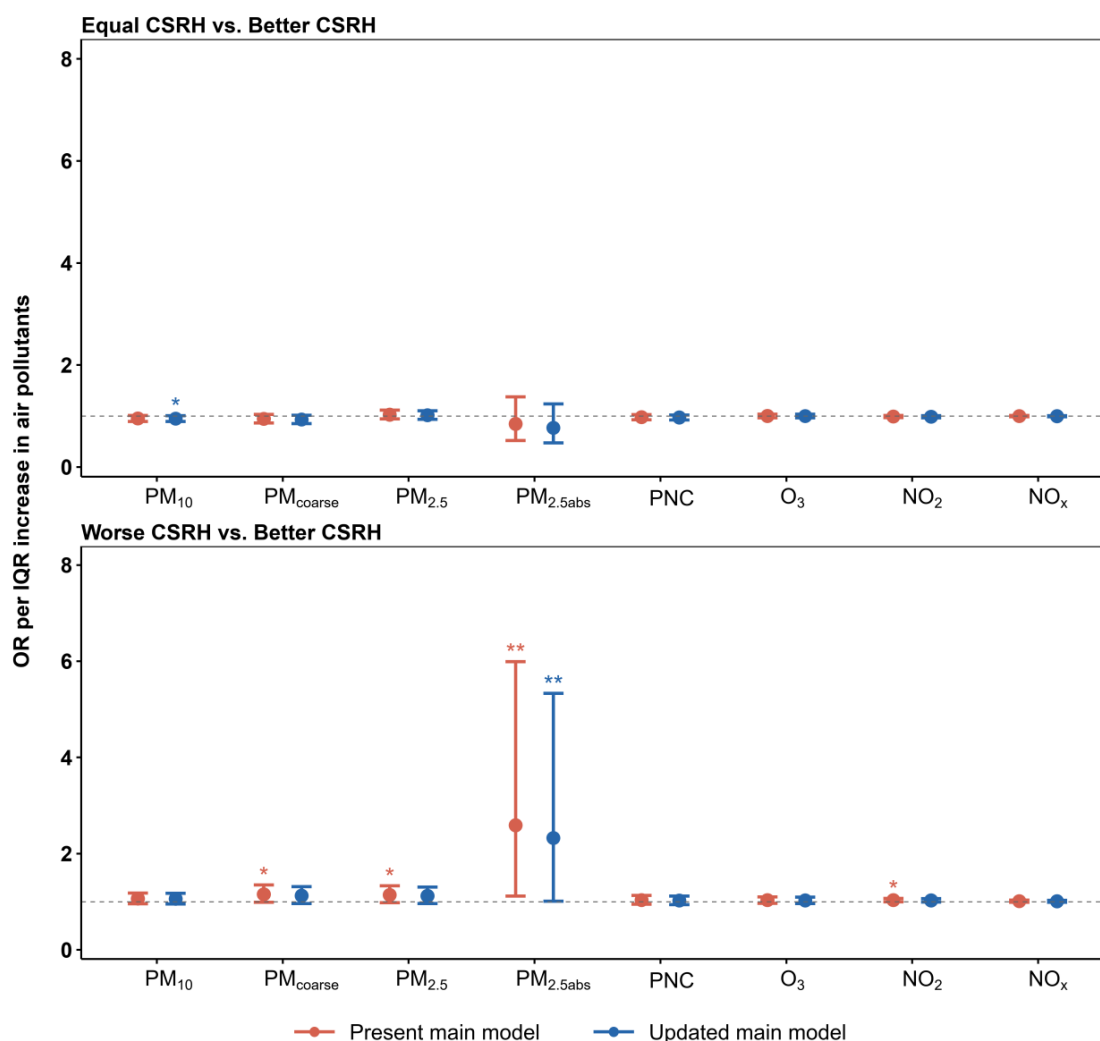 Equal CSRH vs. Better CSRH
8
6
4
2
0
*
PM₁₀ PM_coarse PM₂.₅ PM₂.₅abs PNC O₃ NO₂ NOₓ
OR per IQR increase in air pollutants
Worse CSRH vs. Better CSRH
8
6
4
2
0
* * ** ** *
PM₁₀ PM_coarse PM₂.₅ PM₂.₅abs PNC O₃ NO₂ NOₓ
Present main model Updated main model